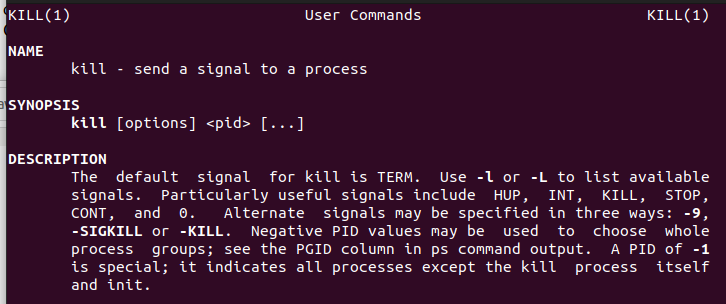 KILL(1) User Commands KILL(1)
NAME
kill - send a signal to a process
SYNOPSIS
kill [options] <pid> [...]
DESCRIPTION
The default signal for kill is TERM. Use -l or -L to list available
signals. Particularly useful signals include HUP, INT, KILL, STOP,
CONT, and 0. Alternate signals may be specified in three ways: -9,
-SIGKILL or -KILL. Negative PID values may be used to choose whole
process groups; see the PGID column in ps command output. A PID of -1
is special; it indicates all processes except the kill process itself
and init.